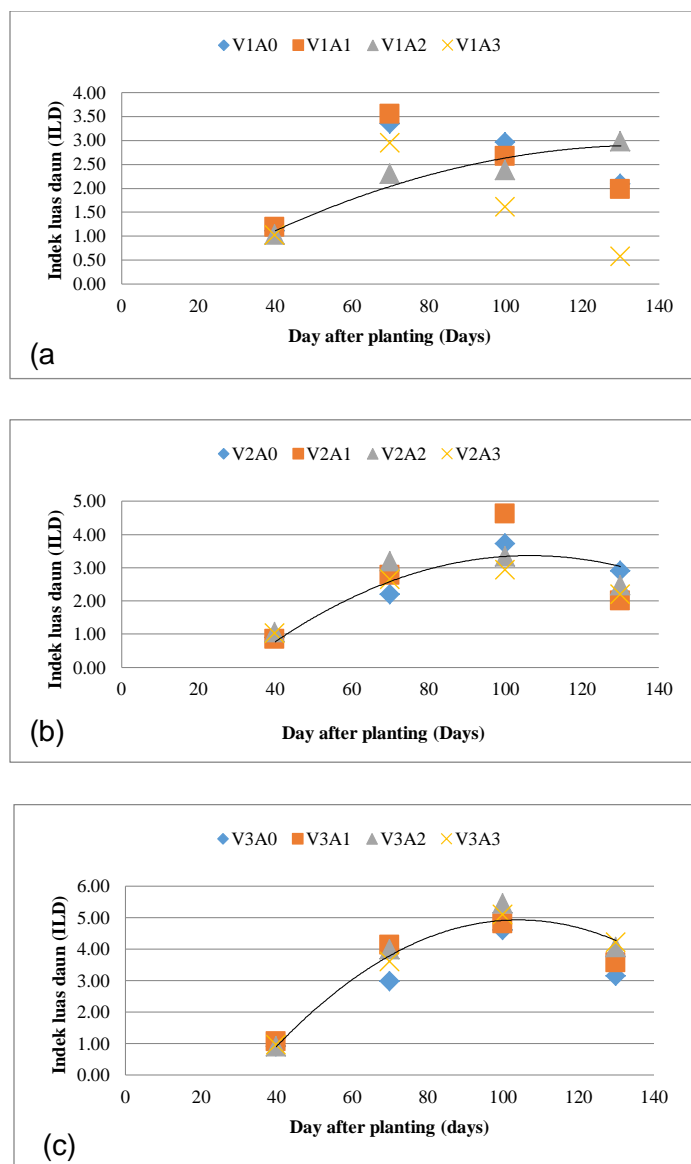 V1A0 V1A1 V1A2 V1A3
Indek luas daun (ILD)
4.00
3.50
3.00
2.50
2.00
1.50
1.00
0.50
0.00
0 20 40 60 80 100 120 140
Day after planting (Days)
(a
V2A0 V2A1 V2A2 V2A3
Indek luas daun (ILD)
5.00
4.00
3.00
2.00
1.00
0.00
0 20 40 60 80 100 120 140
Day after planting (Days)
(b)
V3A0 V3A1 V3A2 V3A3
Indek luas daun (ILD)
6.00
5.00
4.00
3.00
2.00
1.00
0.00
0 20 40 60 80 100 120 140
Day after planting (days)
(c)